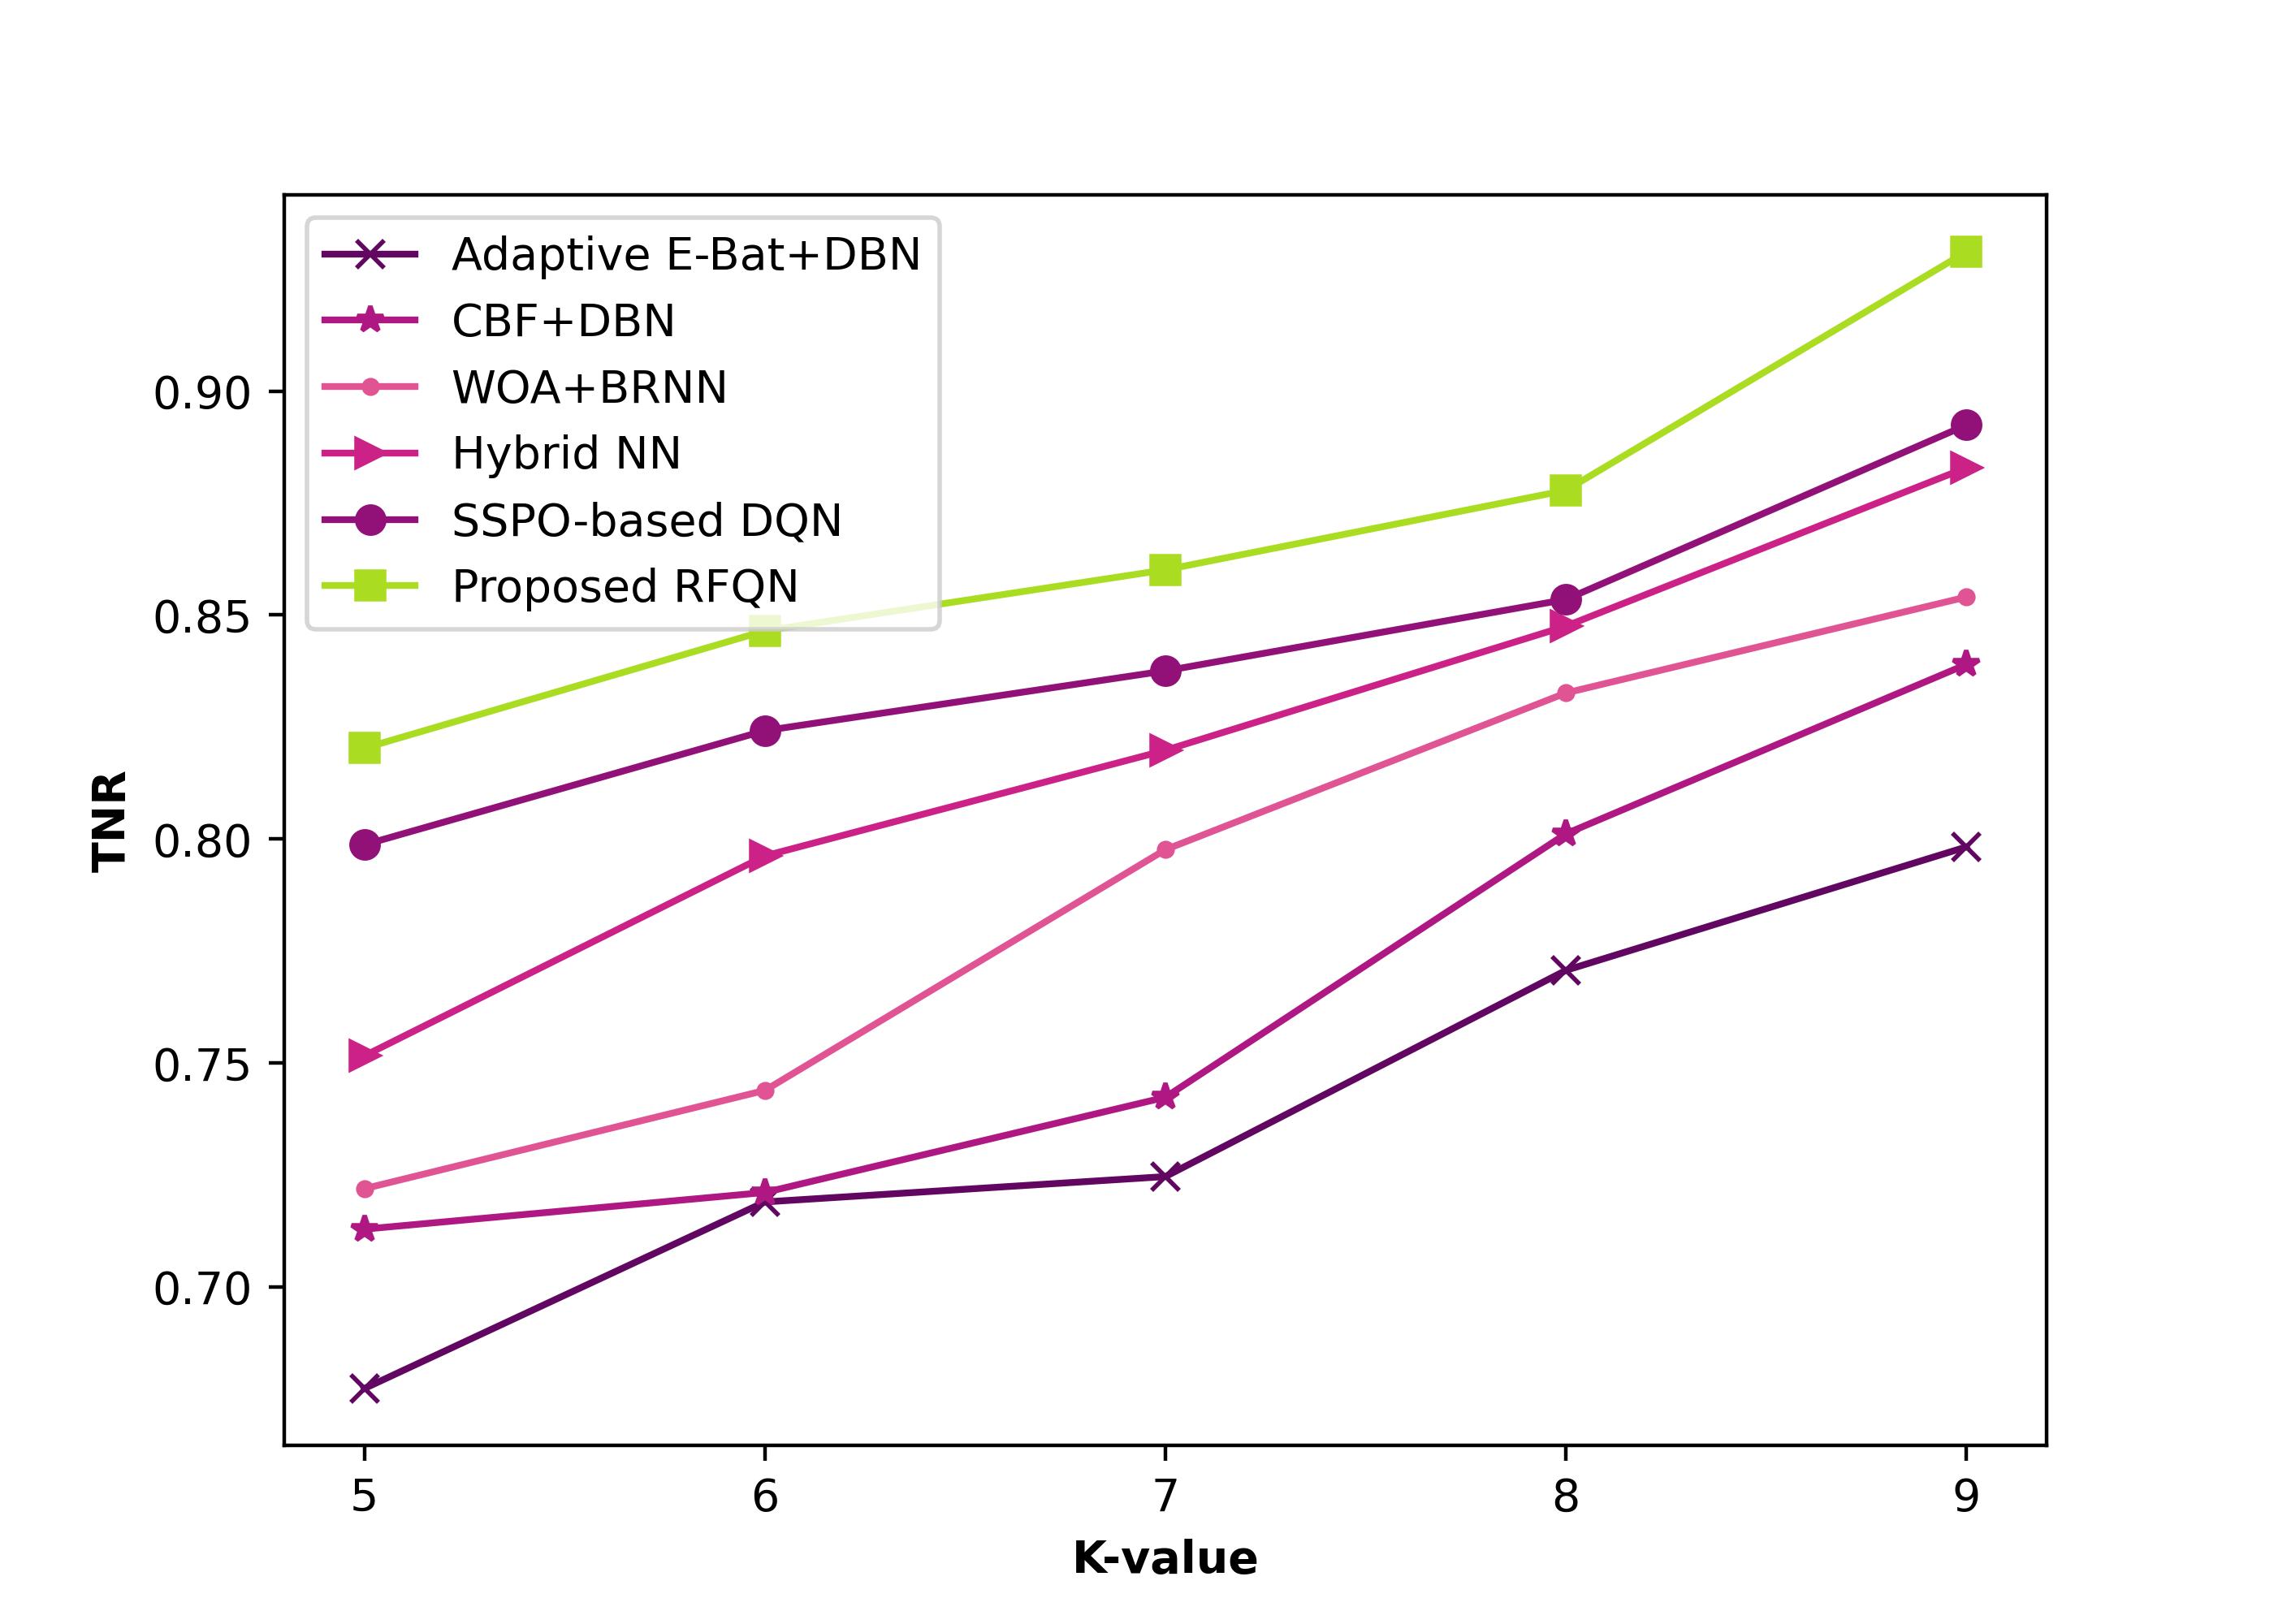 Adaptive E-Bat+DBN
CBF+DBN
WOA+BRNN
Hybrid NN
SSPO-based DQN
Proposed RFQN
0.90
0.85
0.80
0.75
0.70
TNR
5 6 7 8 9
K-value